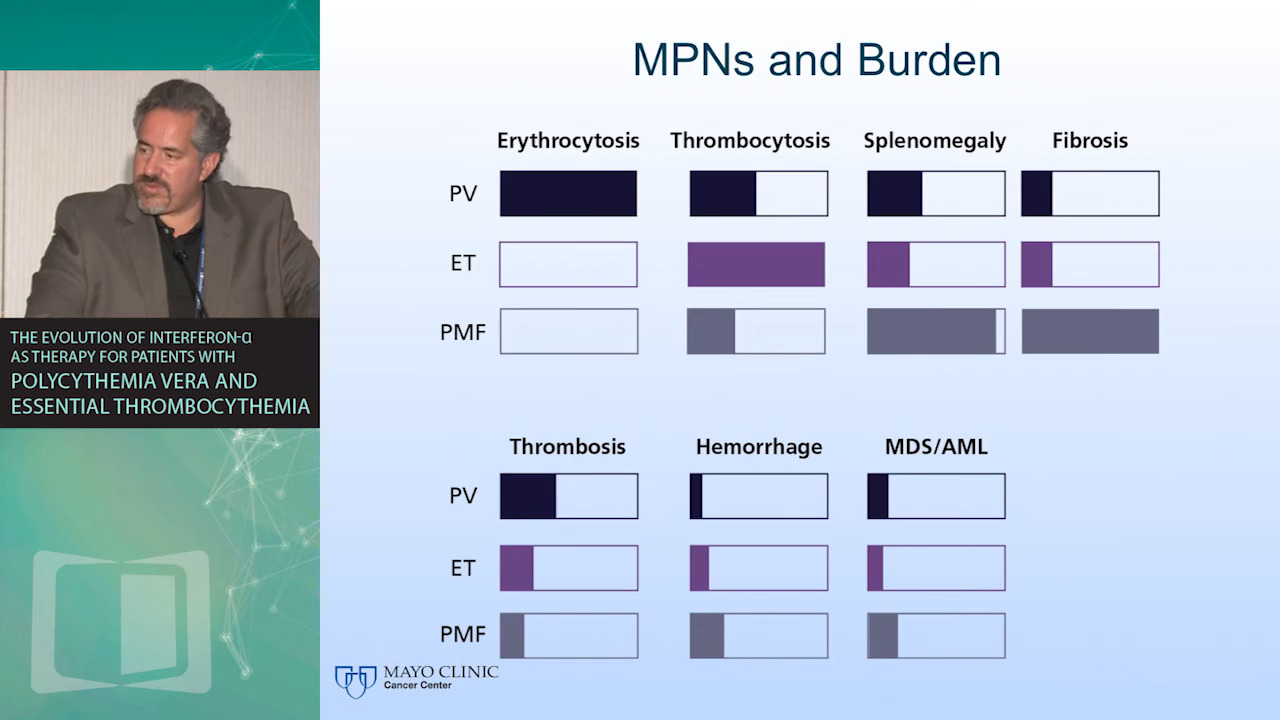 MPNs and Burden
Erythrocytosis Thrombocytosis Splenomegaly Fibrosis
PV
ET
PMF
Thrombosis Hemorrhage MDS/AML
PV
ET
PMF
THE EVOLUTION OF INTERFERON-α
AS THERAPY FOR PATIENTS WITH
POLYCYTHEMIA VERA AND
ESSENTIAL THROMBOCYTHEMIA
MAYO CLINIC
Cancer Center